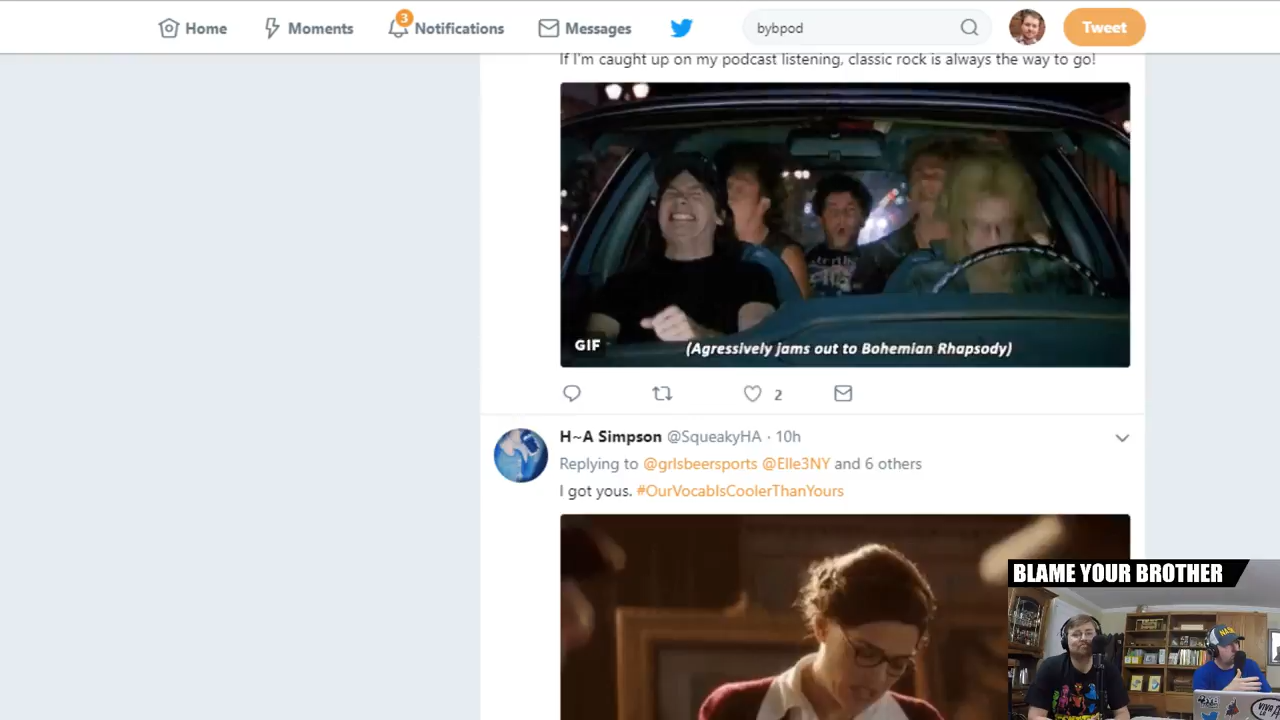 Home
Moments
3
Notifications
Messages
bybpod
Tweet
If I'm caught up on my podcast listening, classic rock is always the way to go!
GIF
(Agressively jams out to Bohemian Rhapsody)
2
H~A Simpson @SqueakyHA · 10h
Replying to @grlsbeersports @Elle3NY and 6 others
I got yous. #OurVocabIsCoolerThanYours
BLAME YOUR BROTHER